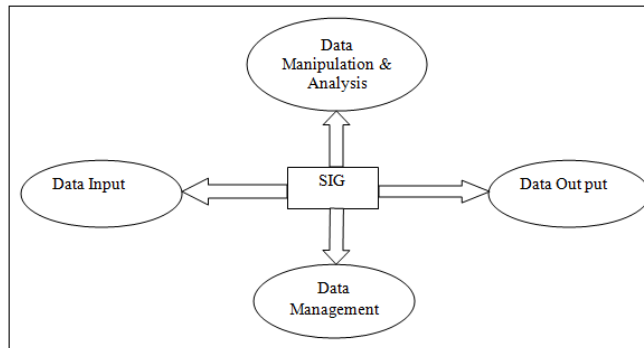 Data
Manipulation &
Analysis
Data Input
SIG
Data Out put
Data
Management